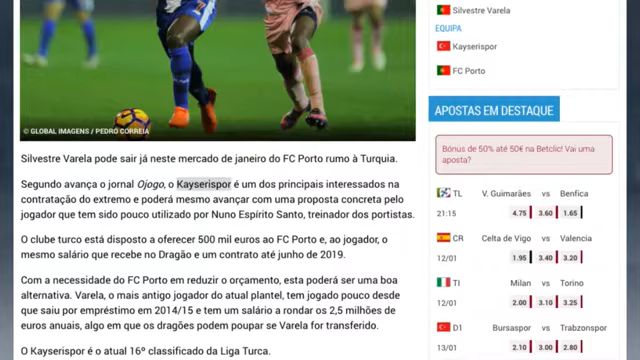 © GLOBAL IMAGENS / PEDRO CORREIA
Silvestre Varela pode sair já neste mercado de janeiro do FC Porto rumo à Turquia.
Segundo avança o jornal Ojogo, o Kayserispor é um dos principais interessados na
contratação do extremo e poderá mesmo avançar com uma proposta concreta pelo
jogador que tem sido pouco utilizado por Nuno Espírito Santo, treinador dos portistas.
O clube turco está disposto a oferecer 500 mil euros ao FC Porto e, ao jogador, o
mesmo salário que recebe no Dragão e um contrato até junho de 2019.
Com a necessidade do FC Porto em reduzir o orçamento, esta poderá ser uma boa
alternativa. Varela, o mais antigo jogador do atual plantel, tem jogado pouco desde
que saiu por empréstimo em 2014/15 e tem um salário a rondar os 2,5 milhões de
euros anuais, algo em que os dragões podem poupar se Varela for transferido.
O Kayserispor é o atual 16º classificado da Liga Turca.
Silvestre Varela
EQUIPA
Kayserispor
FC Porto
APOSTAS EM DESTAQUE
Bónus de 50% até 50€ na Betclic! Vai uma
aposta?
TL V. Guimarães vs Benfica
21:15 4.75 3.60 1.65
CR Celta de Vigo vs Valencia
12/01 1.95 3.40 3.20
TI Milan vs Torino
12/01 2.00 3.10 3.25
D1 Bursaspor vs Trabzonspor
13/01 2.10 3.00 2.80